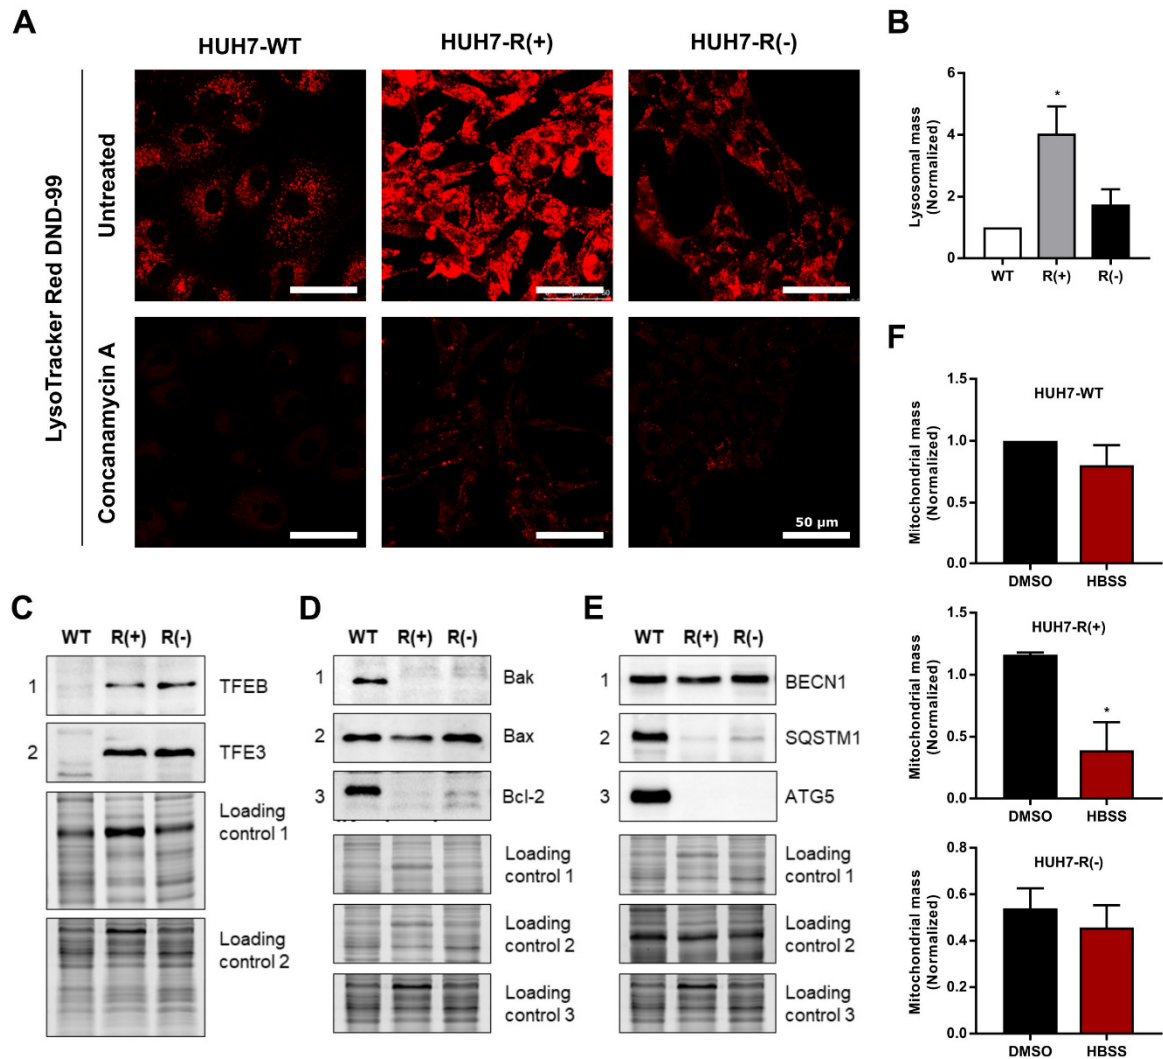 A
HUH7-WT
HUH7-R(+)
HUH7-R(-)
LysoTracker Red DND-99
Untreated
Concanamycin A
50 µm
B
Lysosomal mass
(Normalized)
6
4
2
0
*
WT
R(+)
R(-)
C
WT
R(+)
R(-)
1
TFEB
2
TFE3
Loading
control 1
Loading
control 2
D
WT
R(+)
R(-)
1
Bak
2
Bax
3
Bcl-2
Loading
control 1
Loading
control 2
Loading
control 3
E
WT
R(+)
R(-)
1
BECN1
2
SQSTM1
3
ATG5
Loading
control 1
Loading
control 2
Loading
control 3
F
HUH7-WT
Mitochondrial mass
(Normalized)
1.5
1.0
0.5
0.0
DMSO
HBSS
HUH7-R(+)
Mitochondrial mass
(Normalized)
1.5
1.0
0.5
0.0
*
DMSO
HBSS
HUH7-R(-)
Mitochondrial mass
(Normalized)
0.8
0.6
0.4
0.2
0.0
DMSO
HBSS